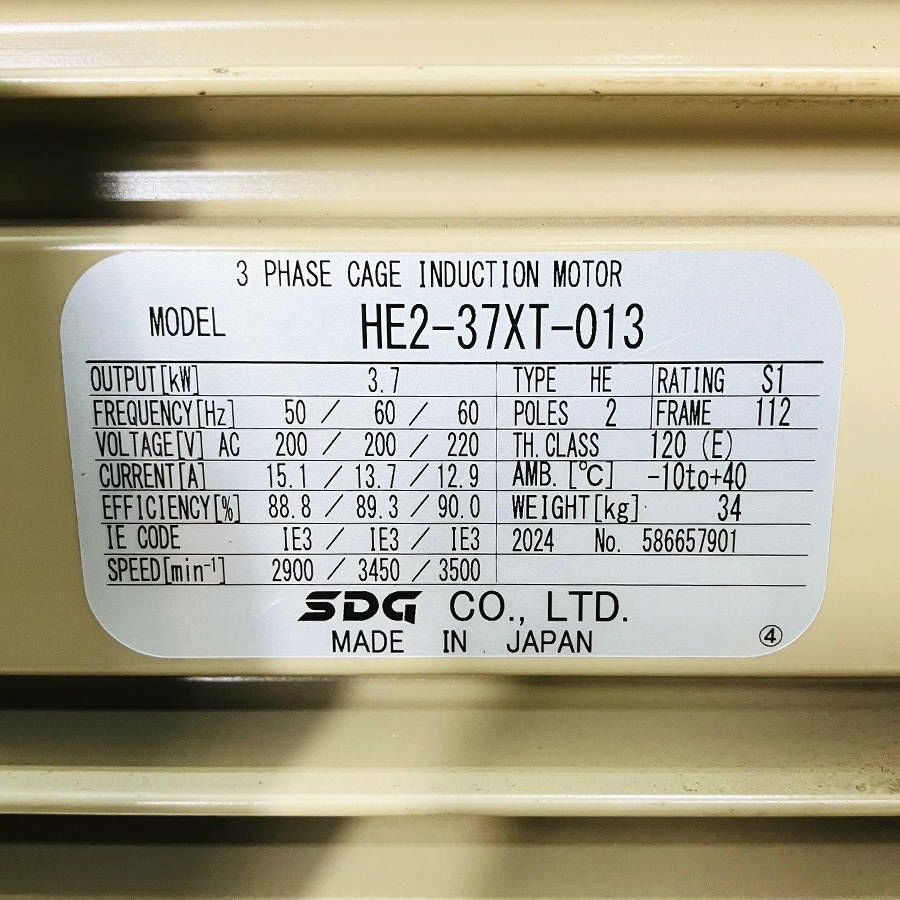 3 PHASE CAGE INDUCTION MOTOR
MODEL HE2-37XT-013
OUTPUT[kW] 3.7 TYPE HE RATING S1
FREQUENCY[Hz] 50 / 60 / 60 POLES 2 FRAME 112
VOLTAGE[V] AC 200 / 200 / 220 TH. CLASS 120 (E)
CURRENT[A] 15.1 / 13.7 / 12.9 AMB. [℃] -10to+40
EFFICIENCY[%] 88.8 / 89.3 / 90.0 WEIGHT[kg] 34
IE CODE IE3 / IE3 / IE3 2024 No. 586657901
SPEED[min⁻¹] 2900 / 3450 / 3500
SDG CO., LTD.
MADE IN JAPAN ④